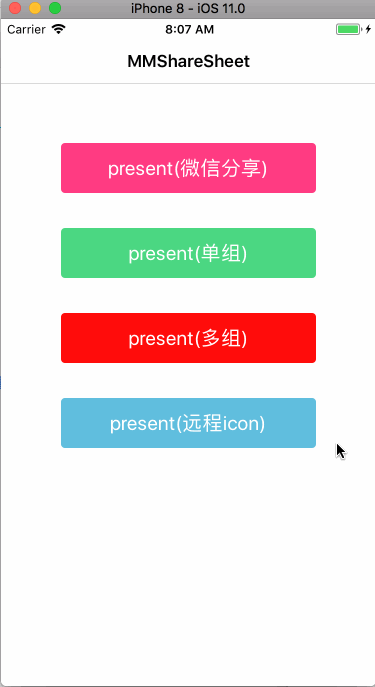 iPhone 8 - iOS 11.0
Carrier 8:07 AM
MMShareSheet
present(微信分享)
present(单组)
present(多组)
present(远程icon)